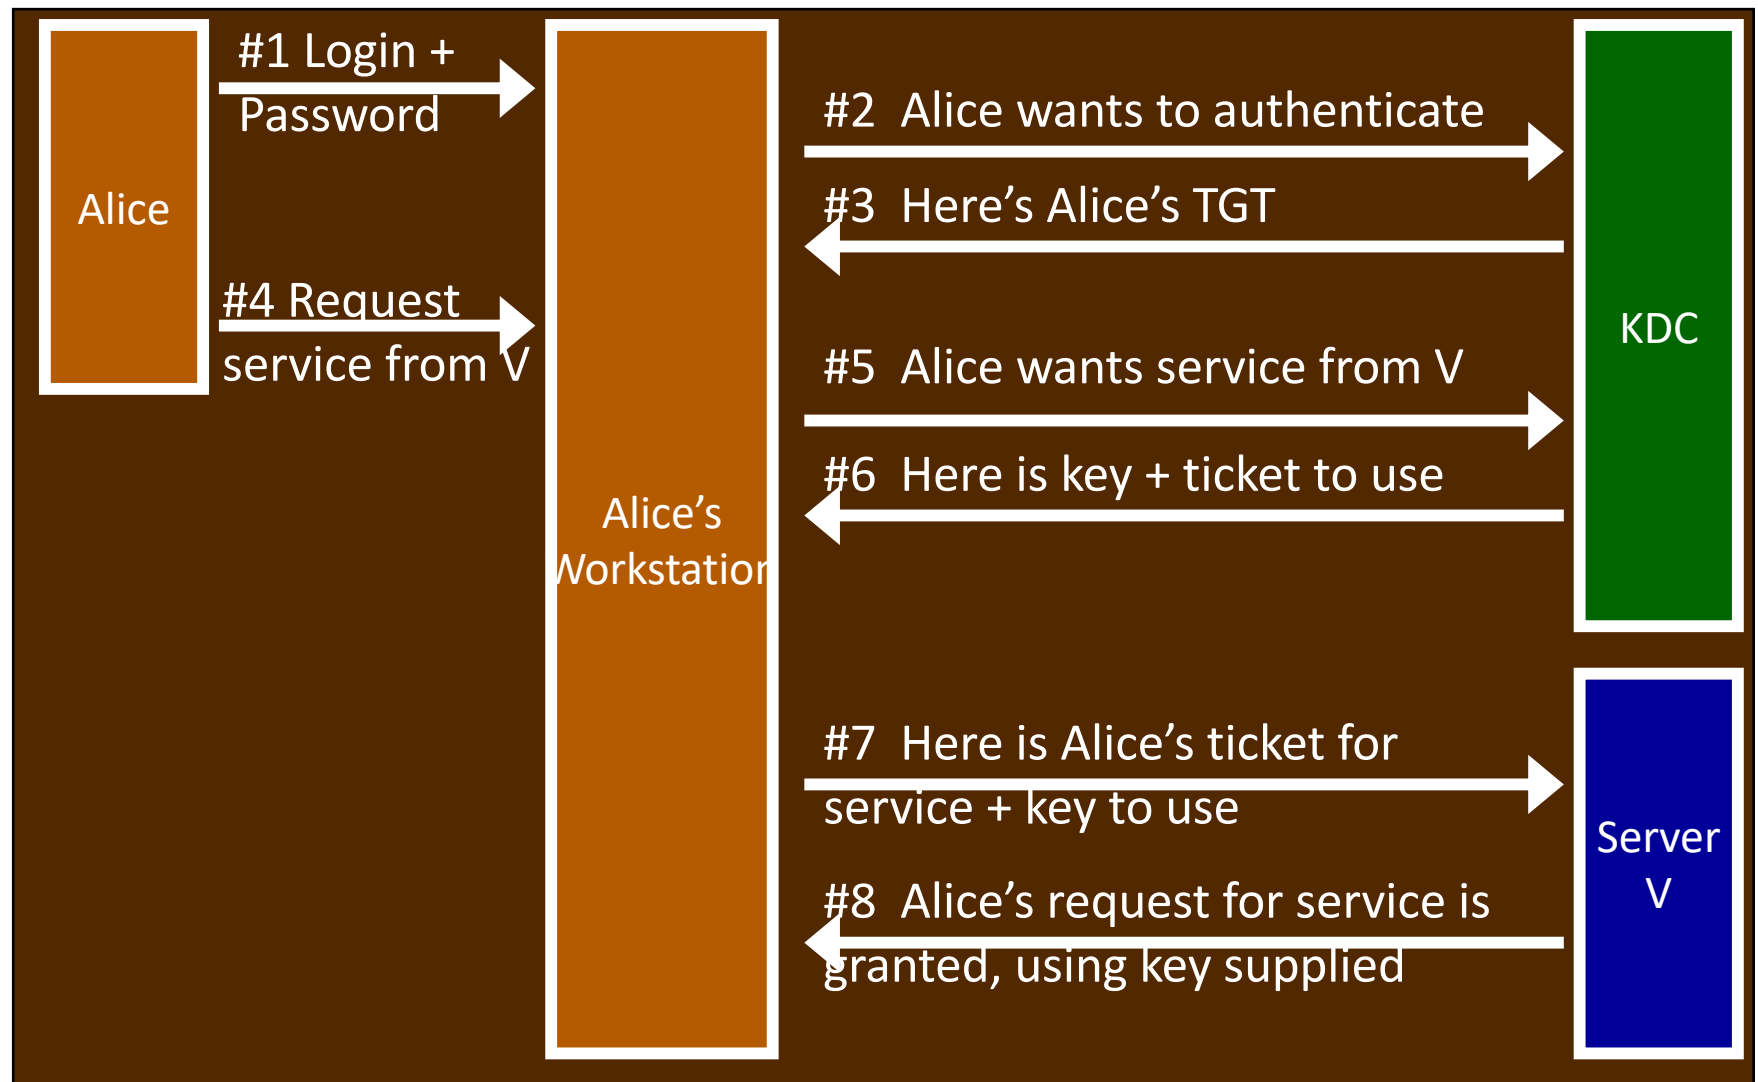 #1 Login +
Password
Alice
#2 Alice wants to authenticate
#3 Here’s Alice’s TGT
#4 Request
service from V
KDC
#5 Alice wants service from V
#6 Here is key + ticket to use
Alice’s
Workstation
#7 Here is Alice’s ticket for
service + key to use
Server
V
#8 Alice’s request for service is
granted, using key supplied